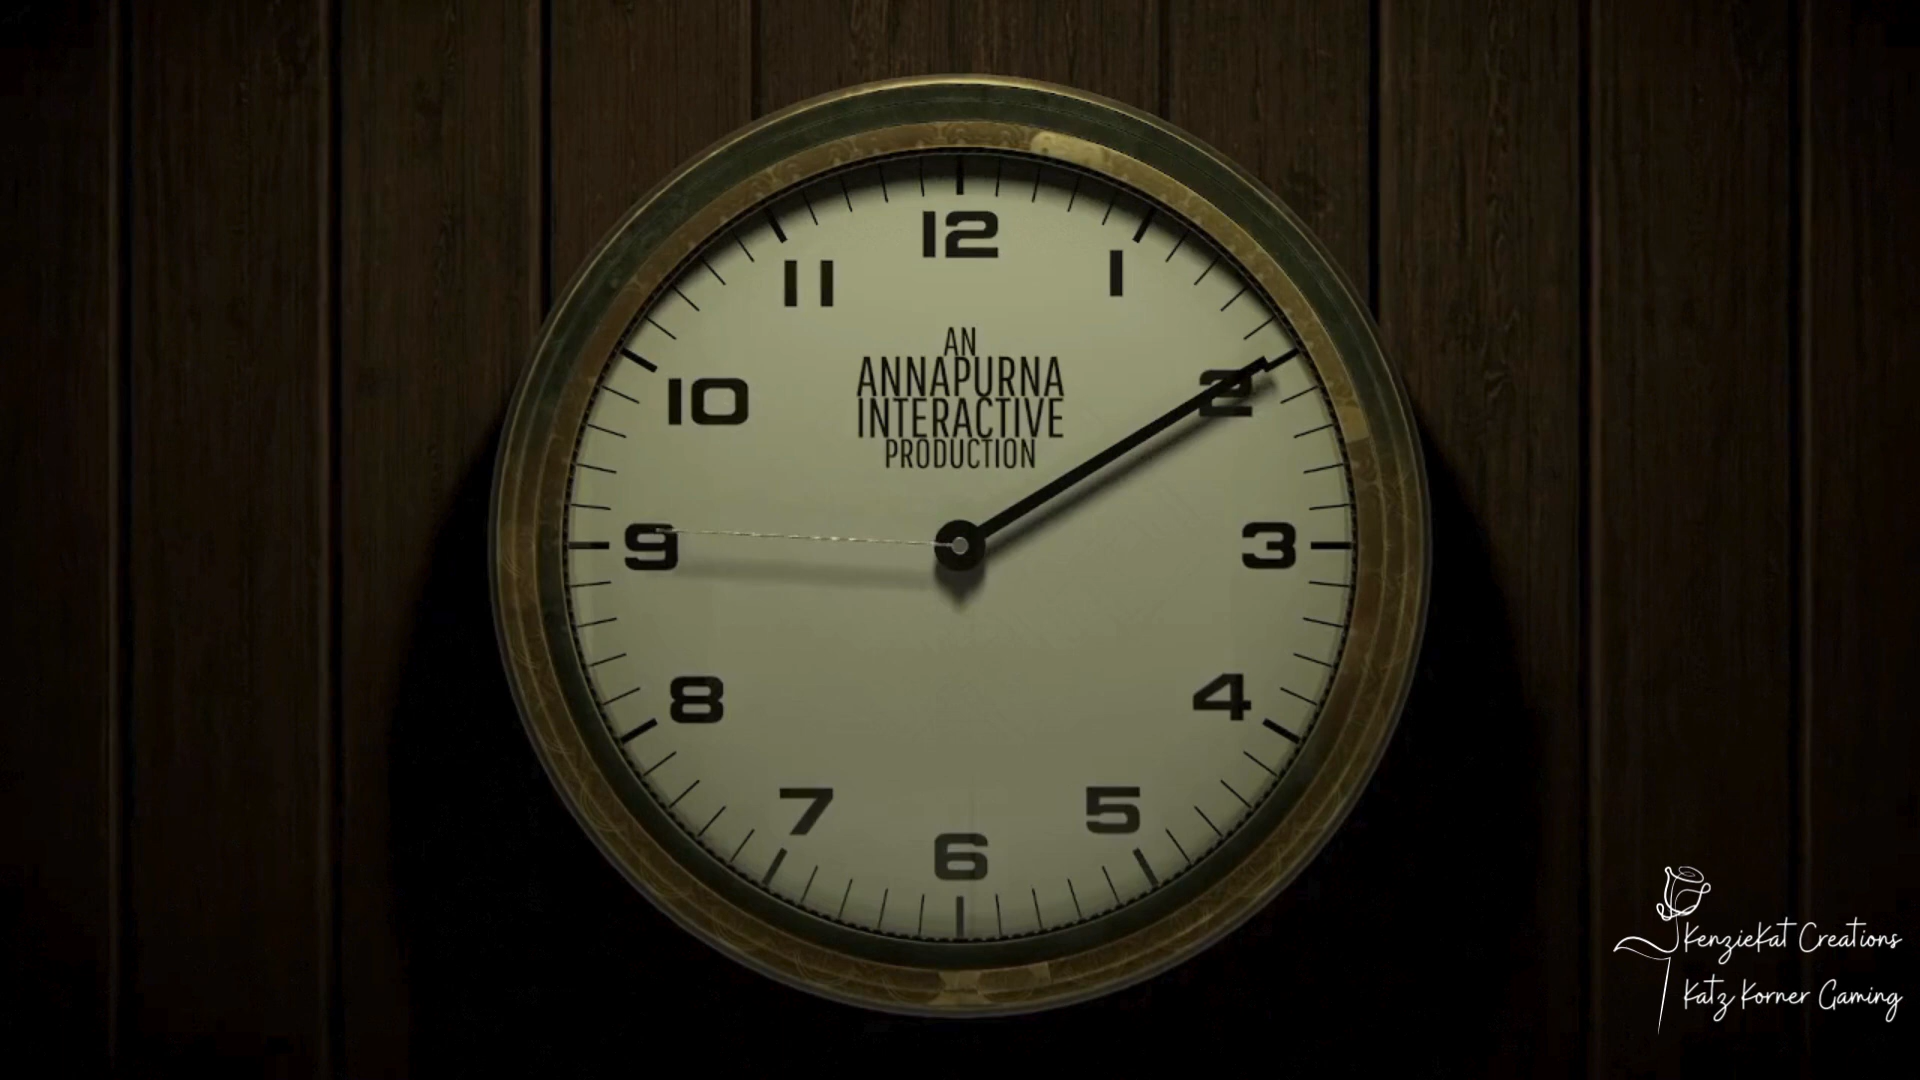 12
11
1
AN
ANNAPURNA
INTERACTIVE
PRODUCTION
10
2
9
3
8
4
7
5
6
KenzieKat Creations
Katz Korner Gaming